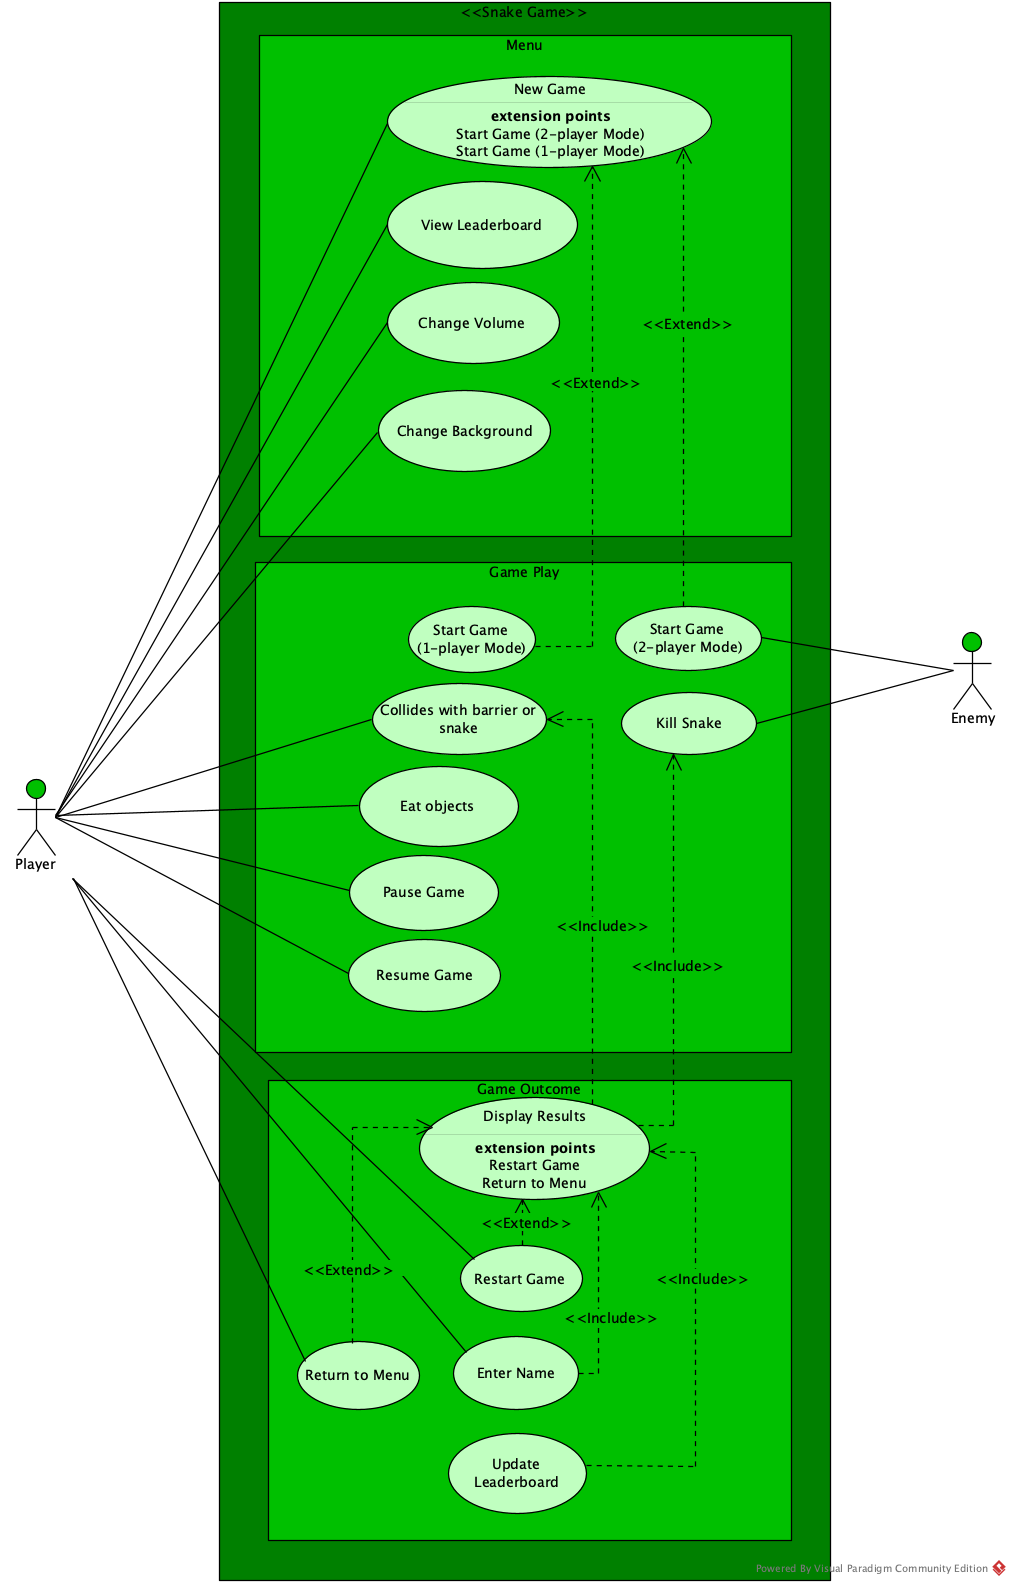 <<Snake Game>>
Menu
New Game
extension points
Start Game (2-player Mode)
Start Game (1-player Mode)
View Leaderboard
Change Volume
<<Extend>>
<<Extend>>
Change Background
Game Play
Start Game
(1-player Mode)
Start Game
(2-player Mode)
Collides with barrier or
snake
Kill Snake
Enemy
Eat objects
Player
Pause Game
<<Include>>
<<Include>>
Resume Game
Game Outcome
Display Results
extension points
Restart Game
Return to Menu
<<Extend>>
<<Extend>>
Restart Game
<<Include>>
<<Include>>
Return to Menu
Enter Name
Update
Leaderboard
Powered By Visual Paradigm Community Edition